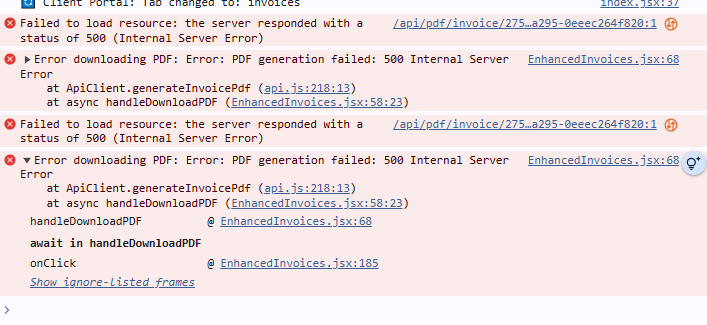 Client Portal: Tab changed to: invoices index.jsx:37
Failed to load resource: the server responded with a /api/pdf/invoice/275…a295-0eeec264f820:1
status of 500 (Internal Server Error)
Error downloading PDF: Error: PDF generation failed: 500 Internal Server EnhancedInvoices.jsx:68
Error
at ApiClient.generateInvoicePdf (api.js:218:13)
at async handleDownloadPDF (EnhancedInvoices.jsx:58:23)
Failed to load resource: the server responded with a /api/pdf/invoice/275…a295-0eeec264f820:1
status of 500 (Internal Server Error)
Error downloading PDF: Error: PDF generation failed: 500 Internal Server EnhancedInvoices.jsx:68
Error
at ApiClient.generateInvoicePdf (api.js:218:13)
at async handleDownloadPDF (EnhancedInvoices.jsx:58:23)
handleDownloadPDF @ EnhancedInvoices.jsx:68
await in handleDownloadPDF
onClick @ EnhancedInvoices.jsx:185
Show ignore-listed frames